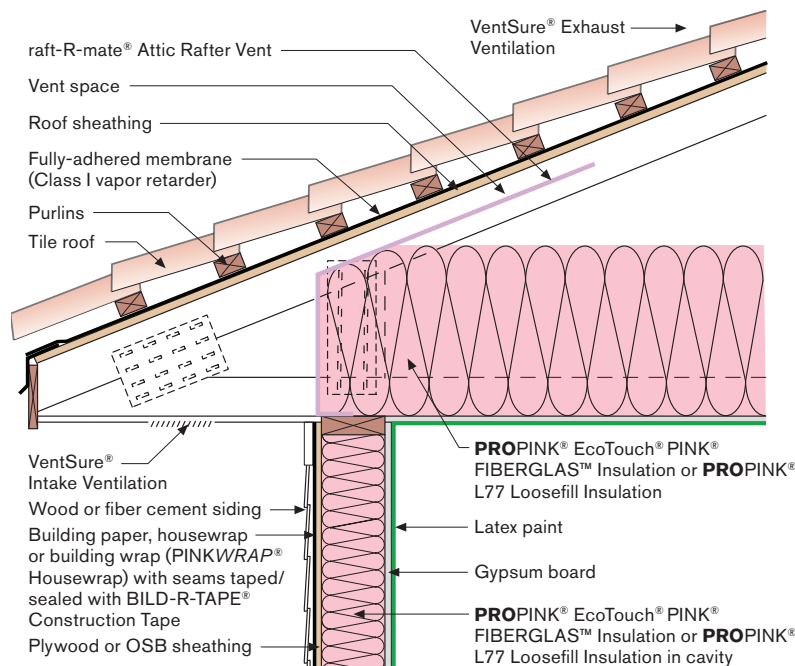 VentSure® Exhaust
Ventilation
raft-R-mate® Attic Rafter Vent
Vent space
Roof sheathing
Fully-adhered membrane
(Class I vapor retarder)
Purlins
Tile roof
VentSure®
Intake Ventilation
Wood or fiber cement siding
Building paper, housewrap
or building wrap (PINKWRAP®
Housewrap) with seams taped/
sealed with BILD-R-TAPE®
Construction Tape
Plywood or OSB sheathing
PROPINK® EcoTouch® PINK®
FIBERGLAS™ Insulation or PROPINK®
L77 Loosefill Insulation
Latex paint
Gypsum board
PROPINK® EcoTouch® PINK®
FIBERGLAS™ Insulation or PROPINK®
L77 Loosefill Insulation in cavity